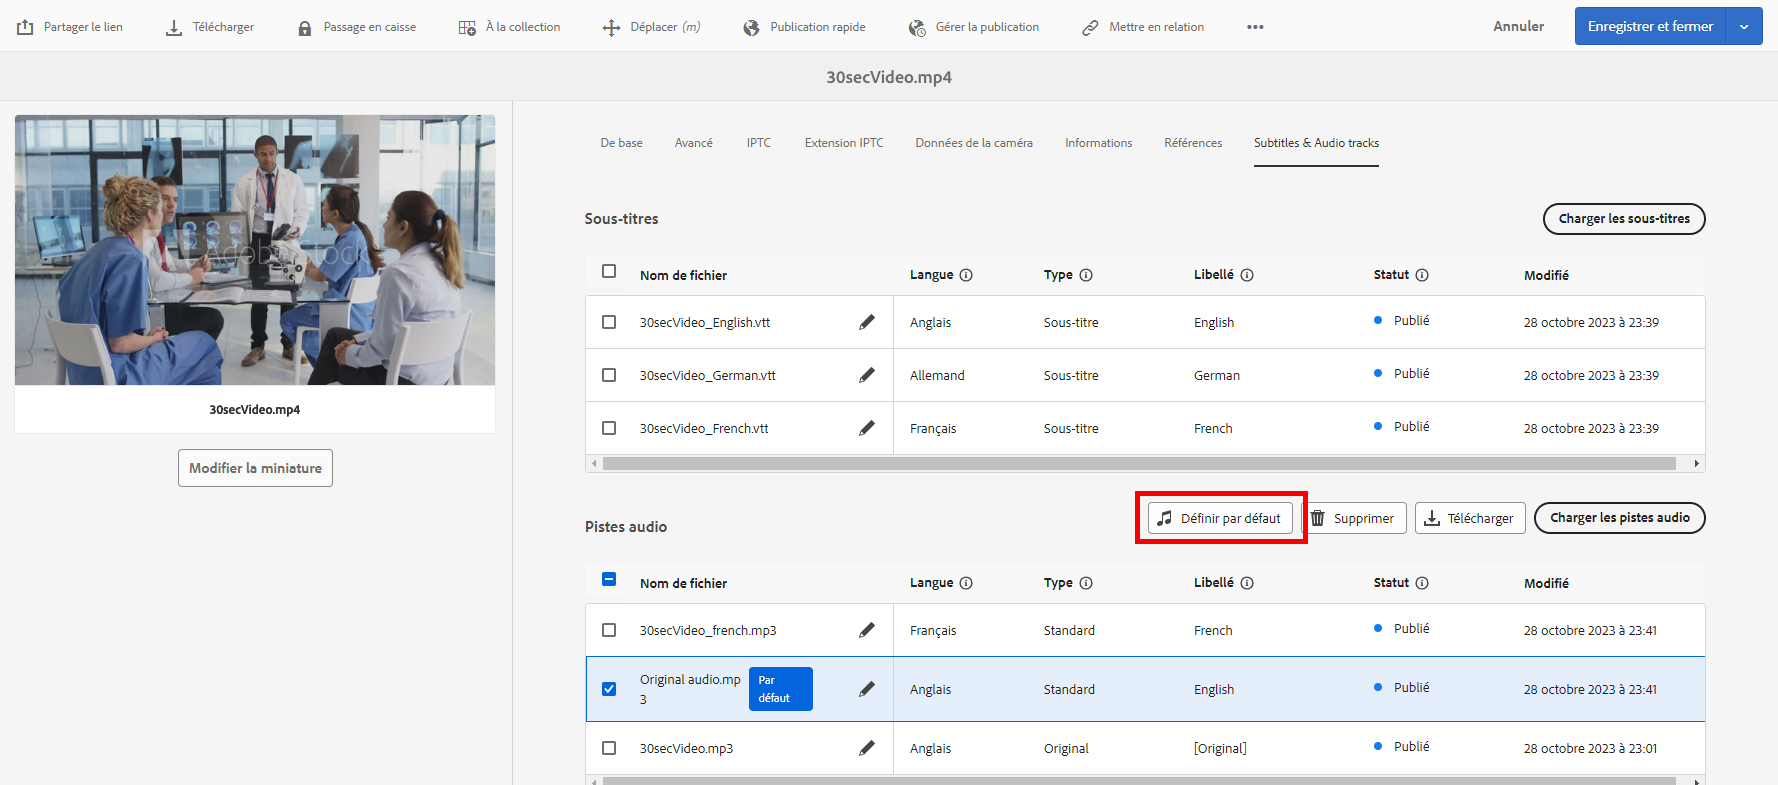 Partager le lien
Télécharger
Passage en caisse
À la collection
Déplacer (m)
Publication rapide
Gérer la publication
Mettre en relation
Annuler
Enregistrer et fermer
30secVideo.mp4
Adobe Stock
30secVideo.mp4
Modifier la miniature
De base
Avancé
IPTC
Extension IPTC
Données de la caméra
Informations
Références
Subtitles & Audio tracks
Sous-titres
Charger les sous-titres
Nom de fichier
Langue
Type
Libellé
Statut
Modifié
30secVideo_English.vtt
Anglais
Sous-titre
English
Publié
28 octobre 2023 à 23:39
30secVideo_German.vtt
Allemand
Sous-titre
German
Publié
28 octobre 2023 à 23:39
30secVideo_French.vtt
Français
Sous-titre
French
Publié
28 octobre 2023 à 23:39
Pistes audio
Définir par défaut
Supprimer
Télécharger
Charger les pistes audio
Nom de fichier
Langue
Type
Libellé
Statut
Modifié
30secVideo_french.mp3
Français
Standard
French
Publié
28 octobre 2023 à 23:41
Original audio.mp
3
Par
défaut
Anglais
Standard
English
Publié
28 octobre 2023 à 23:41
30secVideo.mp3
Anglais
Original
[Original]
Publié
28 octobre 2023 à 23:01